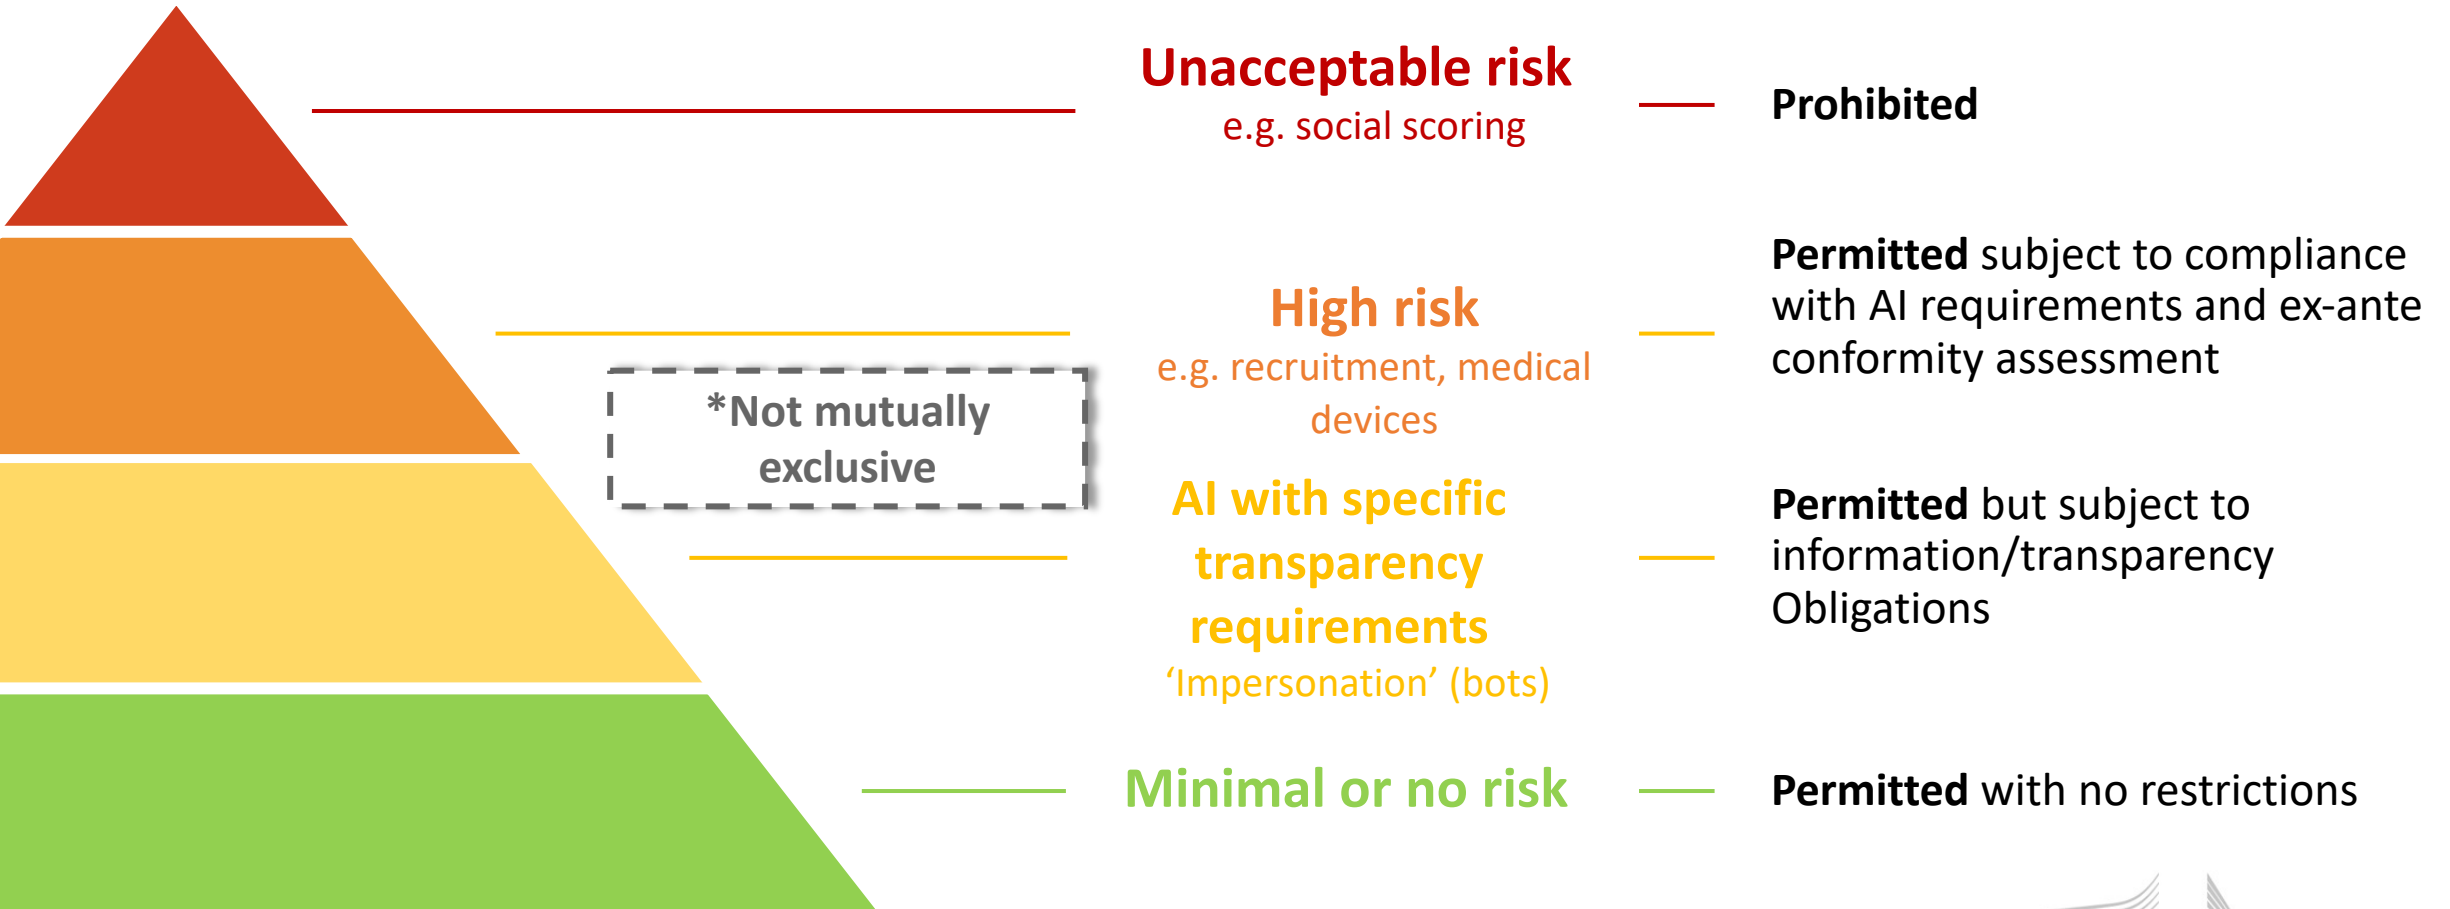 Unacceptable risk
e.g. social scoring
Prohibited
High risk
e.g. recruitment, medical
devices
Permitted subject to compliance
with AI requirements and ex-ante
conformity assessment
*Not mutually
exclusive
AI with specific
transparency
requirements
‘Impersonation’ (bots)
Permitted but subject to
information/transparency
Obligations
Minimal or no risk
Permitted with no restrictions